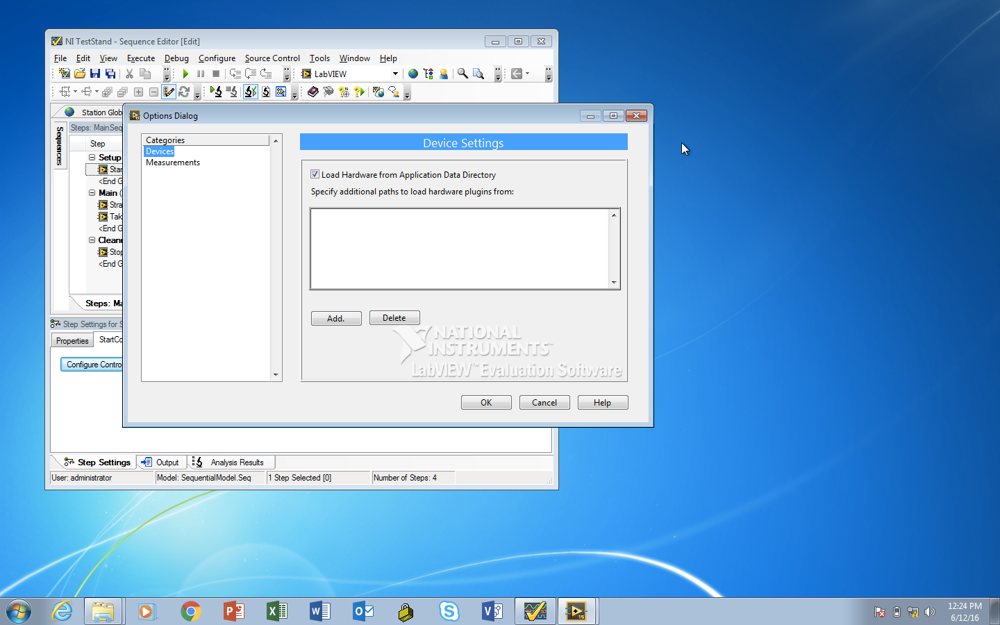 NI TestStand - Sequence Editor [Edit]
File Edit View Execute Debug Configure Source Control Tools Window Help
LabVIEW
Station Glob
Options Dialog
Sequences
Steps: MainSeq
Step
Setup
Star
<End G
Main (
Stra
Tak
<End G
Cleanu
Stop
<End G
Steps: Ma
Categories
Devices
Measurements
Device Settings
Load Hardware from Application Data Directory
Specify additional paths to load hardware plugins from:
Add.
Delete
NATIONAL
INSTRUMENTS™
LabVIEW™ Evaluation Software
OK
Cancel
Help
Step Settings for S
Properties
StartCo
Configure Contro
Step Settings
Output
Analysis Results
User: administrator
Model: SequentialModel.Seq
1 Step Selected [0]
Number of Steps: 4
15
12:24 PM
6/12/16